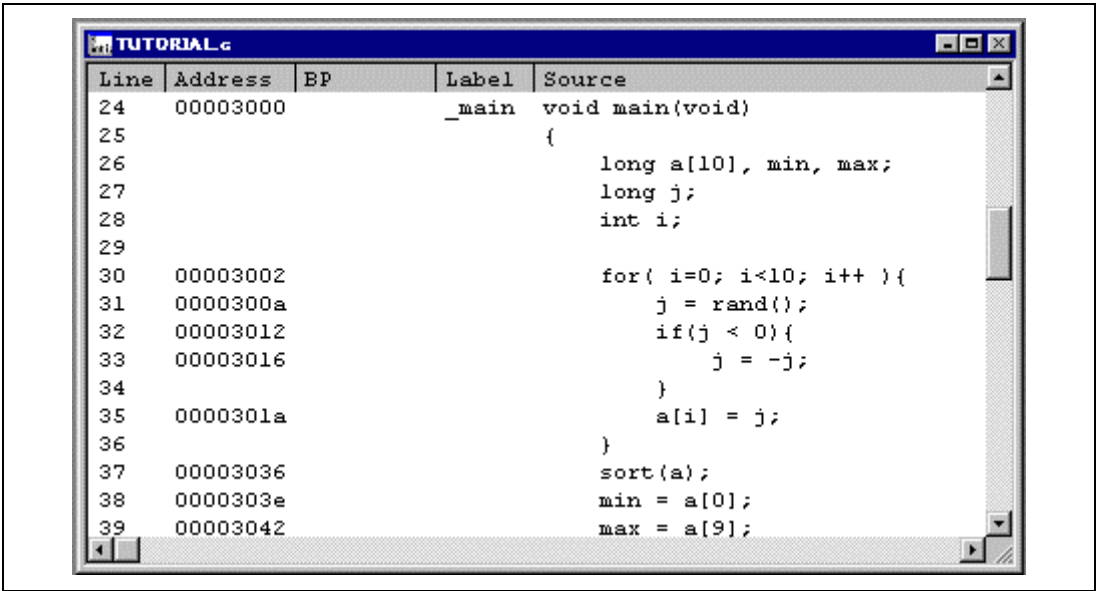 TUTORIAL.c
Line Address BP Label Source
24 00003000 _main void main(void)
25 {
26 long a[10], min, max;
27 long j;
28 int i;
29
30 00003002 for( i=0; i<10; i++ ){
31 0000300a j = rand();
32 00003012 if(j < 0){
33 00003016 j = -j;
34 }
35 0000301a a[i] = j;
36 }
37 00003036 sort(a);
38 0000303e min = a[0];
39 00003042 max = a[9];